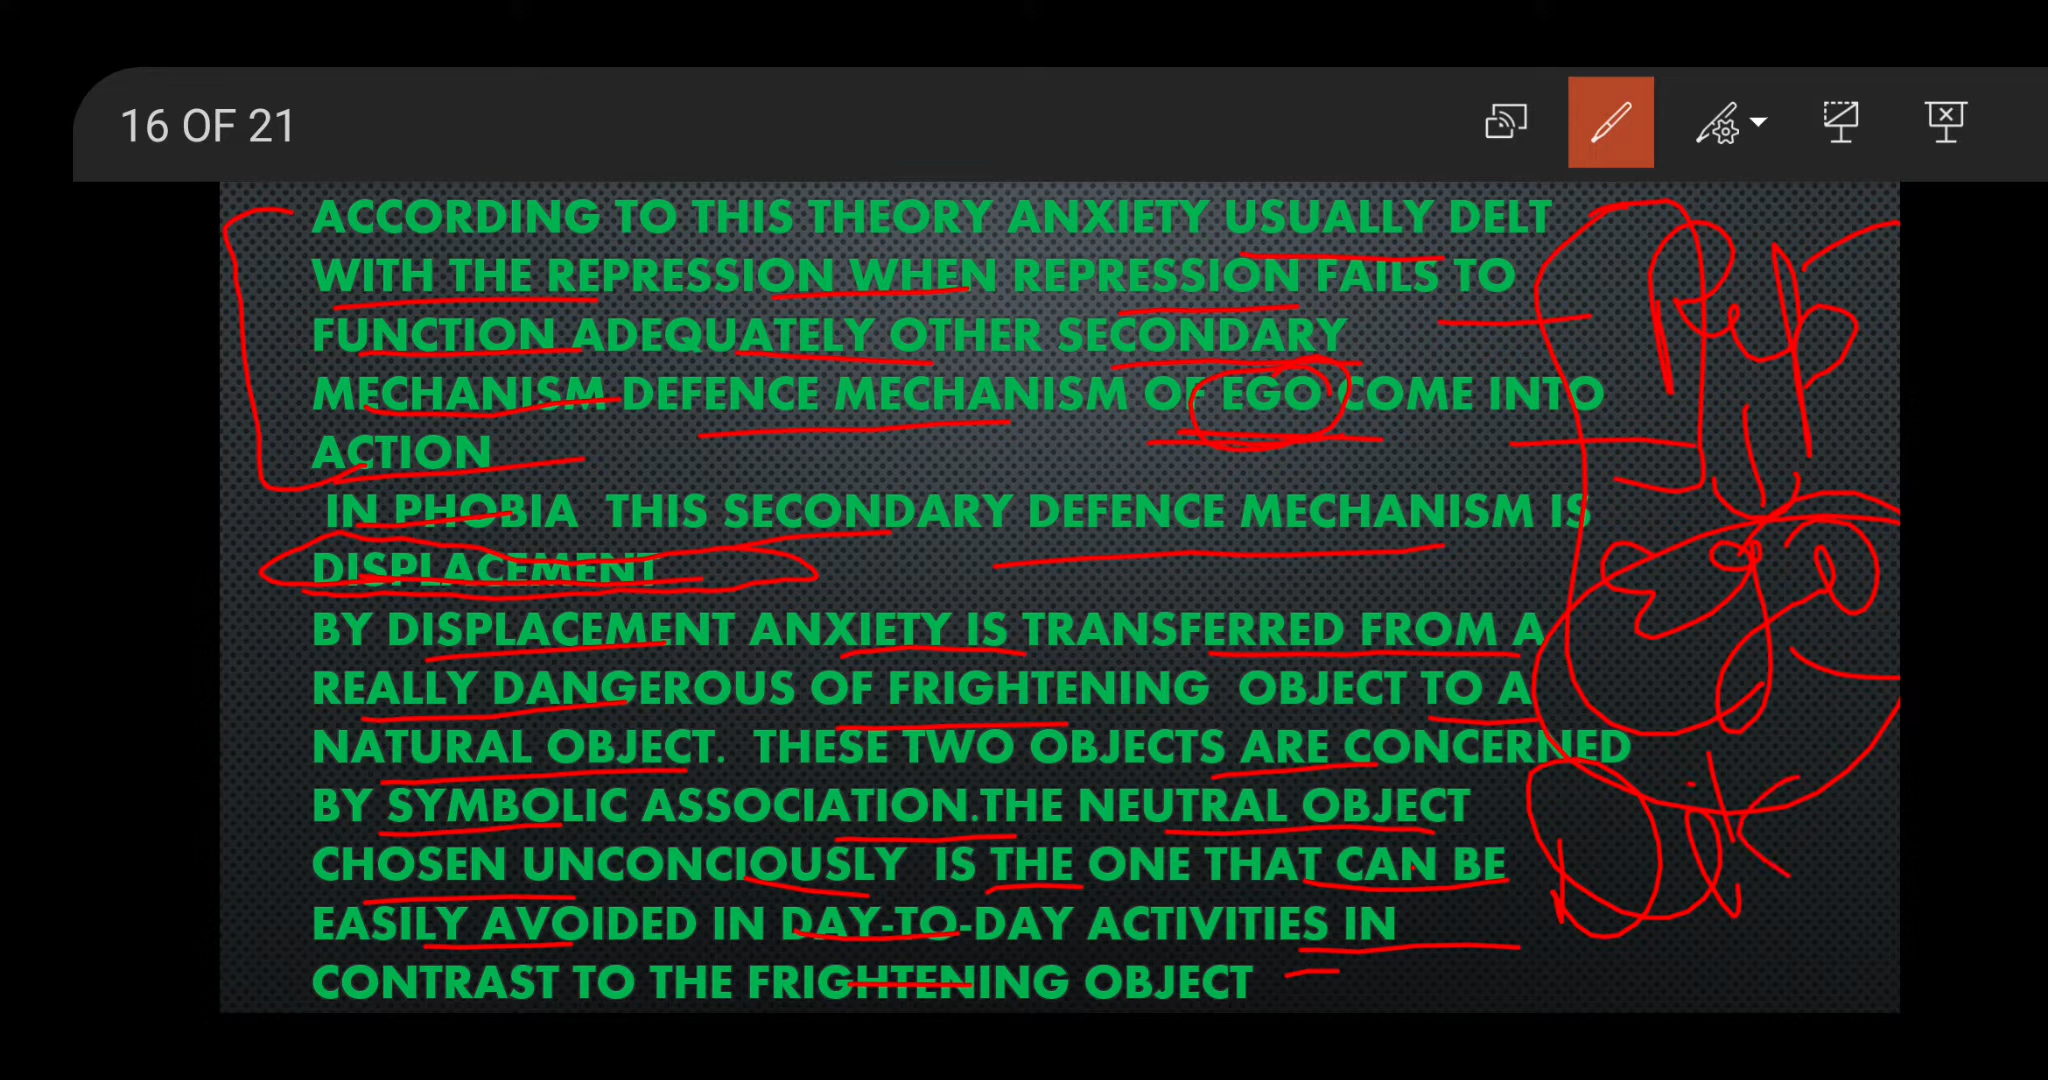 16 OF 21
ACCORDING TO THIS THEORY ANXIETY USUALLY DELT
WITH THE REPRESSION WHEN REPRESSION FAILS TO
FUNCTION ADEQUATELY OTHER SECONDARY
MECHANISM DEFENCE MECHANISM OF EGO COME INTO
ACTION
IN PHOBIA THIS SECONDARY DEFENCE MECHANISM IS
DISPLACEMENT
BY DISPLACEMENT ANXIETY IS TRANSFERRED FROM A
REALLY DANGEROUS OF FRIGHTENING OBJECT TO A
NATURAL OBJECT. THESE TWO OBJECTS ARE CONCERNED
BY SYMBOLIC ASSOCIATION.THE NEUTRAL OBJECT
CHOSEN UNCONCIOUSLY IS THE ONE THAT CAN BE
EASILY AVOIDED IN DAY-TO-DAY ACTIVITIES IN
CONTRAST TO THE FRIGHTENING OBJECT